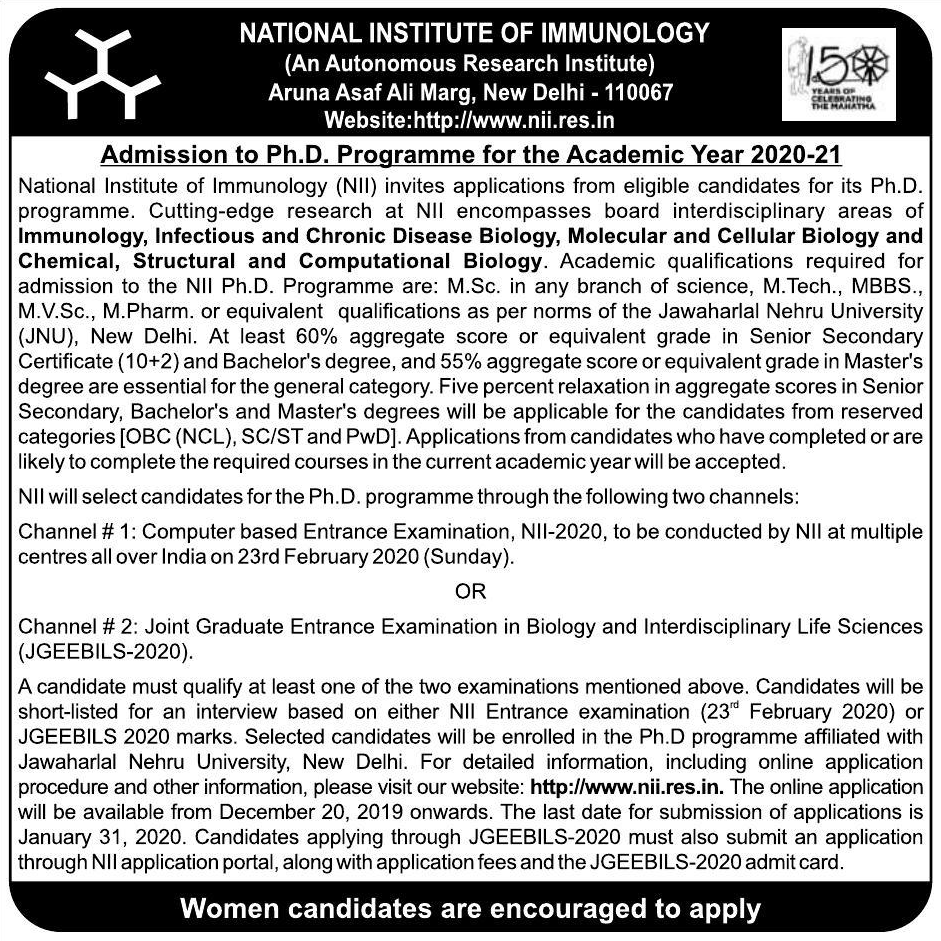 NATIONAL INSTITUTE OF IMMUNOLOGY
(An Autonomous Research Institute)
Aruna Asaf Ali Marg, New Delhi - 110067
Website:http://www.nii.res.in
150
YEARS OF
CELEBRATING
THE MAHATMA
Admission to Ph.D. Programme for the Academic Year 2020-21
National Institute of Immunology (NII) invites applications from eligible candidates for its Ph.D.
programme. Cutting-edge research at NII encompasses board interdisciplinary areas of
Immunology, Infectious and Chronic Disease Biology, Molecular and Cellular Biology and
Chemical, Structural and Computational Biology. Academic qualifications required for
admission to the NII Ph.D. Programme are: M.Sc. in any branch of science, M.Tech., MBBS.,
M.V.Sc., M.Pharm. or equivalent qualifications as per norms of the Jawaharlal Nehru University
(JNU), New Delhi. At least 60% aggregate score or equivalent grade in Senior Secondary
Certificate (10+2) and Bachelor's degree, and 55% aggregate score or equivalent grade in Master's
degree are essential for the general category. Five percent relaxation in aggregate scores in Senior
Secondary, Bachelor's and Master's degrees will be applicable for the candidates from reserved
categories [OBC (NCL), SC/ST and PwD]. Applications from candidates who have completed or are
likely to complete the required courses in the current academic year will be accepted.
NII will select candidates for the Ph.D. programme through the following two channels:
Channel # 1: Computer based Entrance Examination, NII-2020, to be conducted by NII at multiple
centres all over India on 23rd February 2020 (Sunday).
OR
Channel # 2: Joint Graduate Entrance Examination in Biology and Interdisciplinary Life Sciences
(JGEEBILS-2020).
A candidate must qualify at least one of the two examinations mentioned above. Candidates will be
short-listed for an interview based on either NII Entrance examination (23rd February 2020) or
JGEEBILS 2020 marks. Selected candidates will be enrolled in the Ph.D programme affiliated with
Jawaharlal Nehru University, New Delhi. For detailed information, including online application
procedure and other information, please visit our website: http://www.nii.res.in. The online application
will be available from December 20, 2019 onwards. The last date for submission of applications is
January 31, 2020. Candidates applying through JGEEBILS-2020 must also submit an application
through NII application portal, along with application fees and the JGEEBILS-2020 admit card.
Women candidates are encouraged to apply